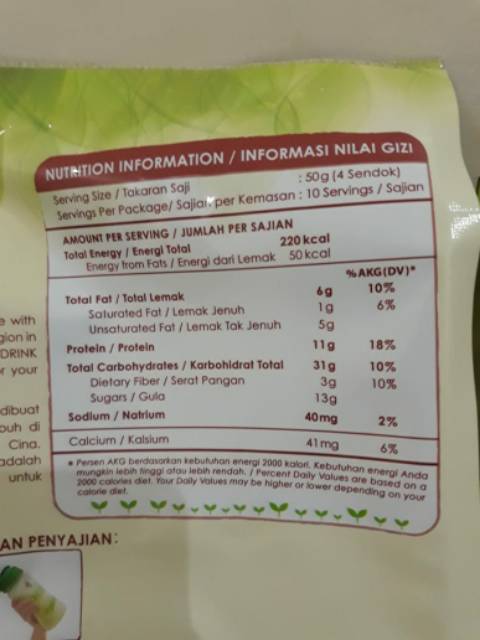 NUTRITION INFORMATION / INFORMASI NILAI GIZI
Serving Size / Takaran Saji : 50g (4 Sendok)
Servings Per Package/ Sajian per Kemasan : 10 Servings / Sajian
AMOUNT PER SERVING / JUMLAH PER SAJIAN
Total Energy / Energi Total 220 kcal
Energy from Fats / Energi dari Lemak 50 kcal
%AKG(DV)*
Total Fat / Total Lemak 6g 10%
Saturated Fat / Lemak Jenuh 1g 6%
Unsaturated Fat / Lemak Tak Jenuh 5g
Protein / Protein 11g 18%
Total Carbohydrates / Karbohidrat Total 31g 10%
Dietary Fiber / Serat Pangan 3g 10%
Sugars / Gula 13g
Sodium / Natrium 40mg 2%
Calcium / Kalsium 41mg 6%
* Persen AKG berdasarkan kebutuhan energi 2000 kalori. Kebutuhan energi Anda
mungkin lebih tinggi atau lebih rendah. / Percent Daily Values are based on a
2000 calories diet. Your Daily Values may be higher or lower depending on your
calorie diet.
with
in
DRINK
your
dibuat
di
Cina.
adalah
untuk
AN PENYAJIAN: